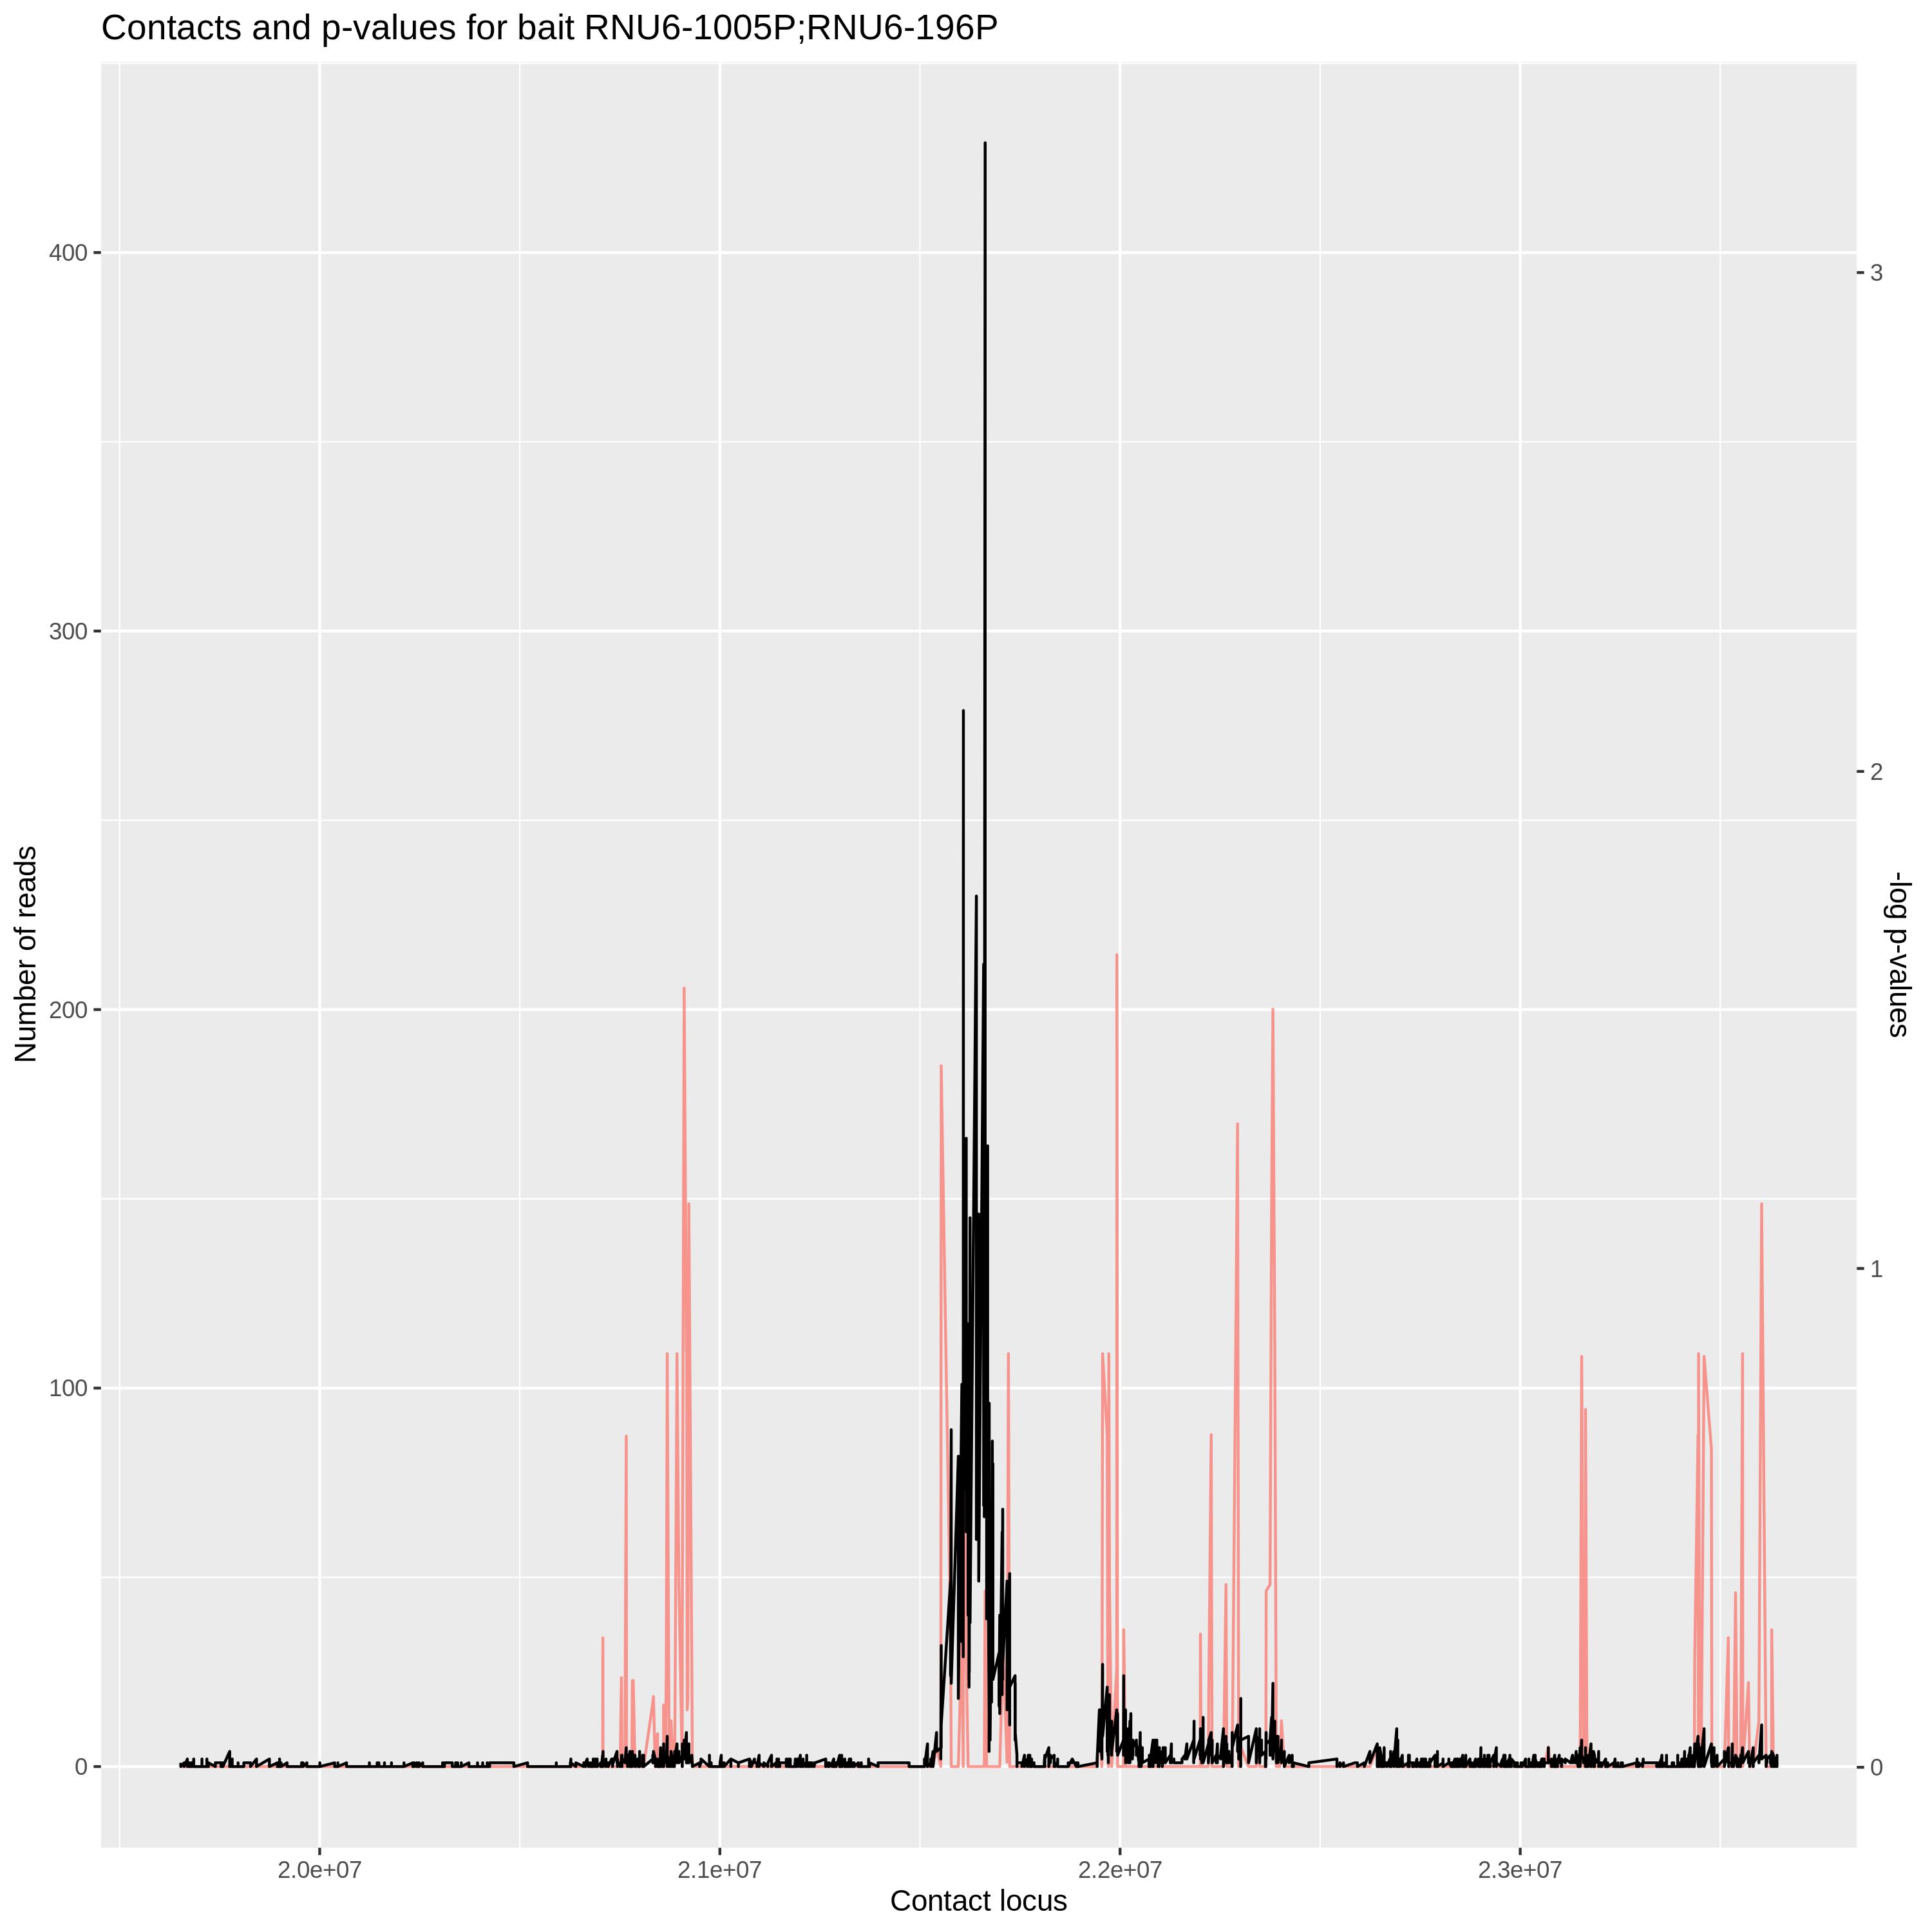 Contacts and p-values for bait RNU6-1005P;RNU6-196P
400
300
200
100
0
Number of reads
3
2
1
0
-log p-values
2.0e+07
2.1e+07
2.2e+07
2.3e+07
Contact locus